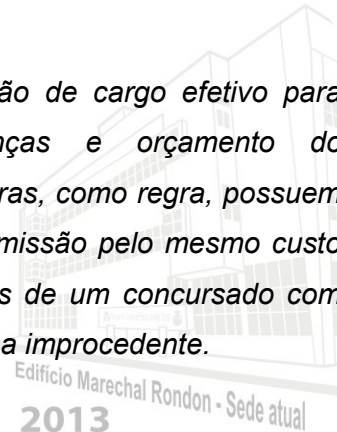 ão de cargo efetivo para
nças e orçamento do
ras, como regra, possuem
missão pelo mesmo custo
s de um concursado com
a improcedente.
Edifício Marechal Rondon - Sede atual
2013